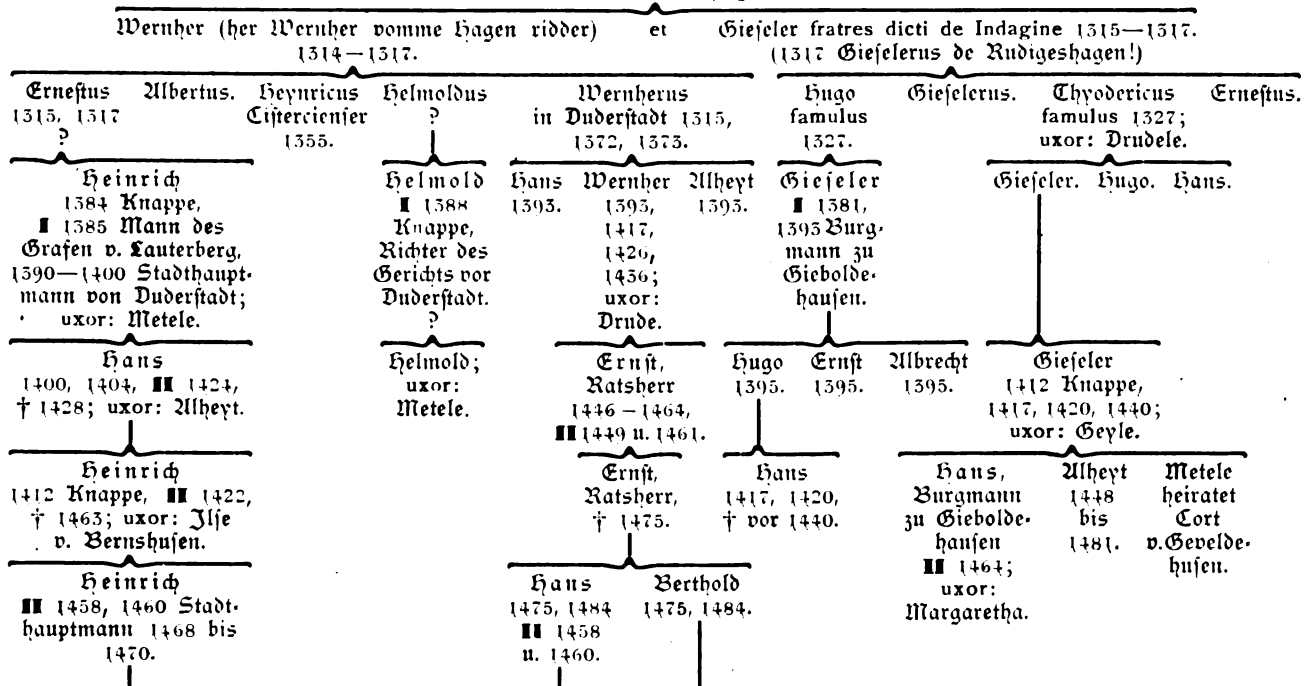 Wernher (her Wernher vomme Hagen ridder) et Gieſeler fratres dicti de Indagine 1315—1317.
1314—1317. (1317 Gieſelerus de Rudigeshagen!)
Erneſtus Albertus. Heynricus Helmoldus Wernherus Hugo Gieſelerus. Thyodericus Erneſtus.
1315, 1317 Ciſtercienſer ? in Duderſtadt 1315, famulus famulus 1327;
? 1355. 1372, 1373. 1327. uxor: Drudele.
Heinrich Helmold Hans Wernher Alheyt Gieſeler Gieſeler. Hugo. Hans.
1384 Knappe, I 1388 1393. 1393, 1393. I 1381,
I 1385 Mann des Knappe, 1417, 1393 Burg-
Grafen v. Lauterberg, Richter des 1426, mann zu
1390—1400 Stadthaupt- Gerichts vor 1436; Giebolde-
mann von Duderſtadt; Duderſtadt. uxor: hauſen.
uxor: Metele. ? Drude.
Hans Helmold; Ernſt, Hugo Ernſt Albrecht Gieſeler
1400, 1404, II 1424, uxor: Ratsherr 1395. 1395. 1395. 1412 Knappe,
† 1428; uxor: Alheyt. Metele. 1446–1464, 1417, 1420, 1440;
II 1449 u. 1461. uxor: Geyle.
Heinrich Ernſt, Hans Hans, Alheyt Metele
1412 Knappe, II 1422, Ratsherr, 1417, 1420, Burgmann 1448 heiratet
† 1463; uxor: Ilſe † 1475. † vor 1440. zu Giebolde- bis Cort
v. Bernshuſen. hauſen 1481. v. Gevelde-
Heinrich Hans Berthold II 1464; huſen.
II 1458, 1460 Stadt- 1475, 1484 1475, 1484. uxor:
hauptmann 1468 bis II 1458 Margaretha.
1470. u. 1460.